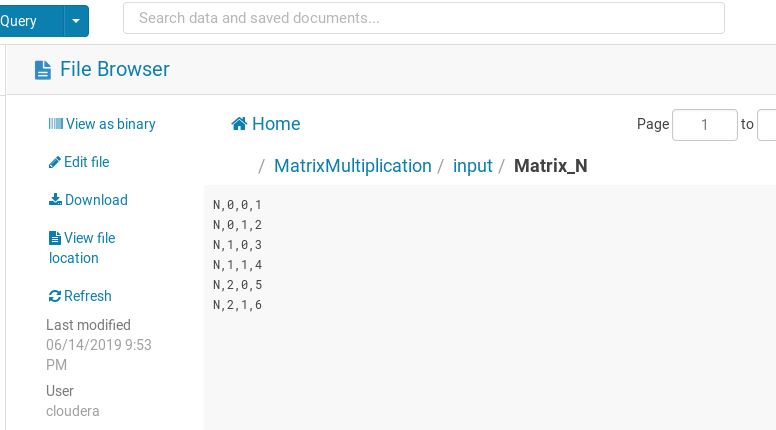 Query
Search data and saved documents...
File Browser
View as binary
Edit file
Download
View file
location
Refresh
Last modified
06/14/2019 9:53
PM
User
cloudera
Home
Page 1 to
/ MatrixMultiplication / input / Matrix_N
N,0,0,1
N,0,1,2
N,1,0,3
N,1,1,4
N,2,0,5
N,2,1,6